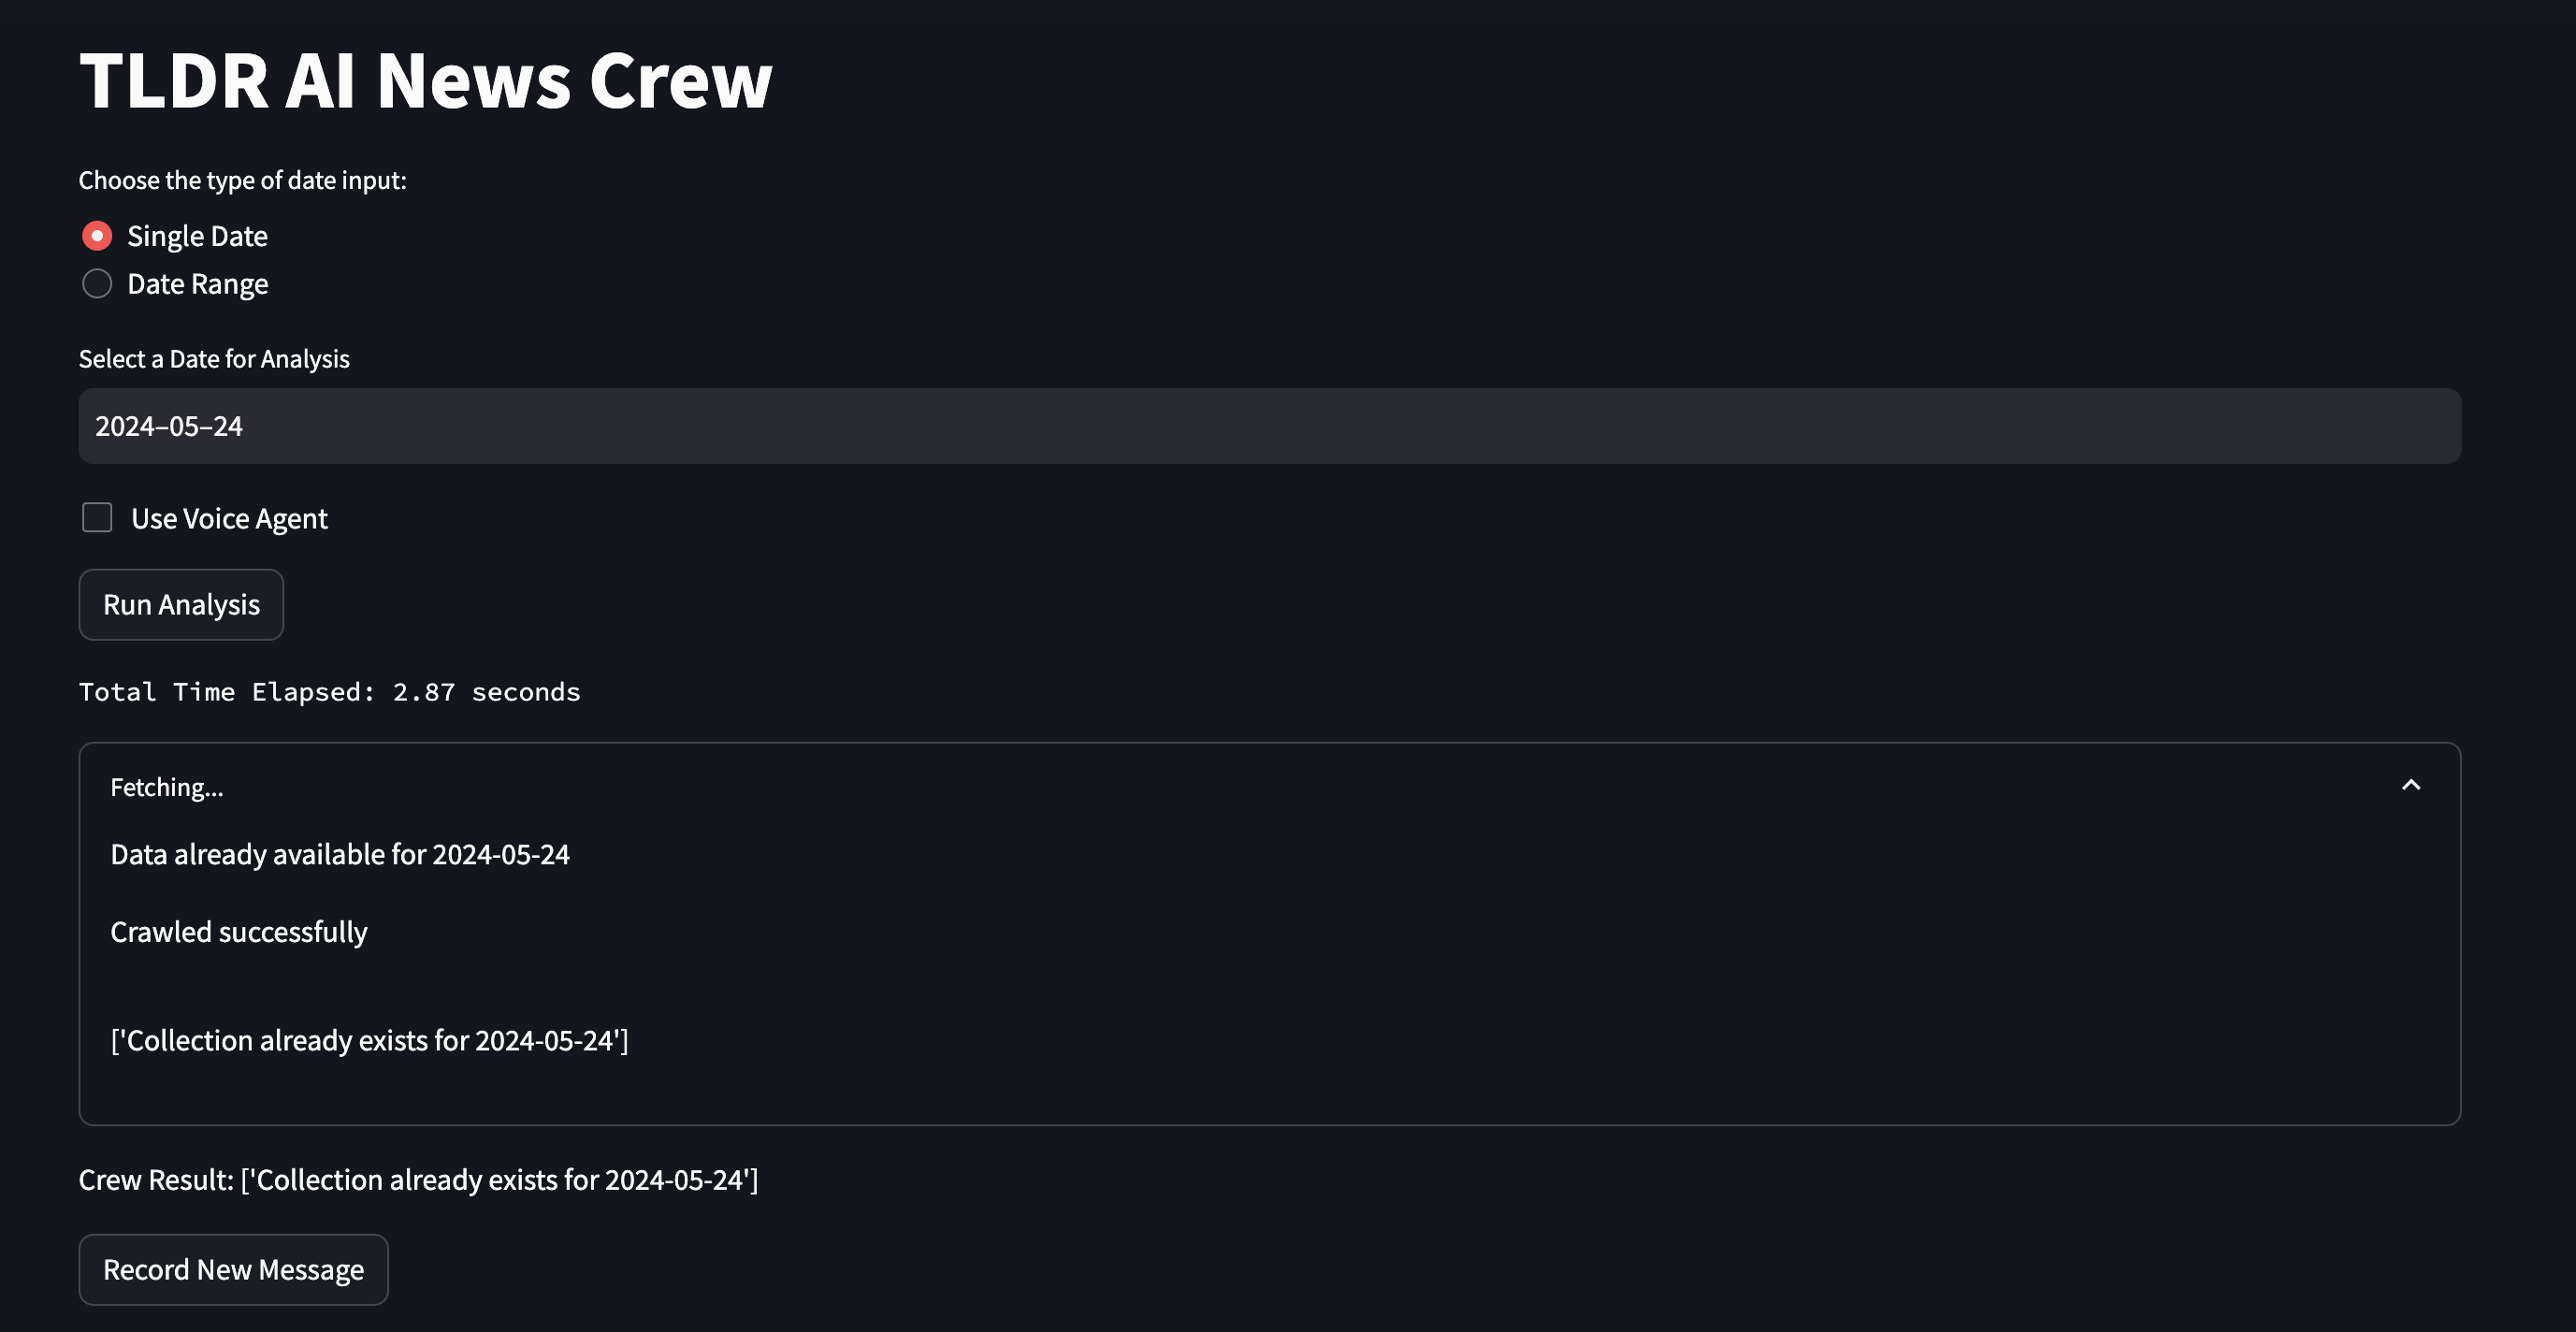 TLDR AI News Crew
Choose the type of date input:
Single Date
Date Range
Select a Date for Analysis
2024–05–24
Use Voice Agent
Run Analysis
Total Time Elapsed: 2.87 seconds
Fetching...
Data already available for 2024-05-24
Crawled successfully
['Collection already exists for 2024-05-24']
Crew Result: ['Collection already exists for 2024-05-24']
Record New Message